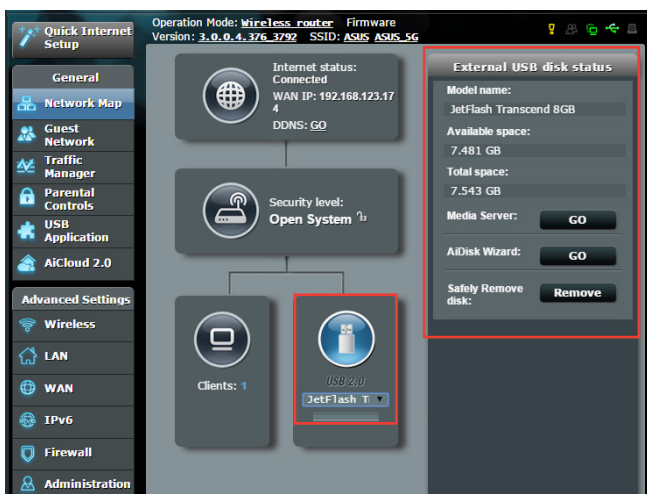 Quick Internet
Setup
General
Network Map
Guest
Network
Traffic
Manager
Parental
Controls
USB
Application
AiCloud 2.0
Advanced Settings
Wireless
LAN
WAN
IPv6
Firewall
Administration
Operation Mode: Wireless router Firmware
Version: 3.0.0.4.376_3792 SSID: ASUS ASUS_5G
Internet status:
Connected
WAN IP: 192.168.123.17
4
DDNS: GO
Security level:
Open System
Clients: 1
USB 2.0
JetFlash T
External USB disk status
Model name:
JetFlash Transcend 8GB
Available space:
7.481 GB
Total space:
7.543 GB
Media Server: GO
AiDisk Wizard: GO
Safely Remove
disk: Remove